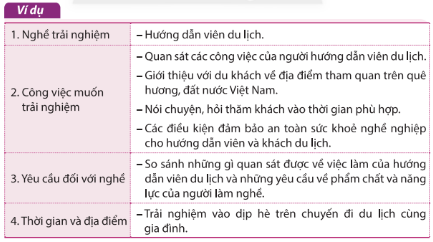 Ví dụ
1. Nghề trải nghiệm
– Hướng dẫn viên du lịch.
2. Công việc muốn
trải nghiệm
– Quan sát các công việc của người hướng dẫn viên du lịch.
– Giới thiệu với du khách về địa điểm tham quan trên quê
hương, đất nước Việt Nam.
– Nói chuyện, hỏi thăm khách vào thời gian phù hợp.
– Các điều kiện đảm bảo an toàn sức khoẻ nghề nghiệp
cho hướng dẫn viên và khách du lịch.
3. Yêu cầu đối với nghề
– So sánh những gì quan sát được về việc làm của hướng
dẫn viên du lịch và những yêu cầu về phẩm chất và năng
lực của người làm nghề.
4. Thời gian và địa điểm
– Trải nghiệm vào dịp hè trên chuyến đi du lịch cùng
gia đình.